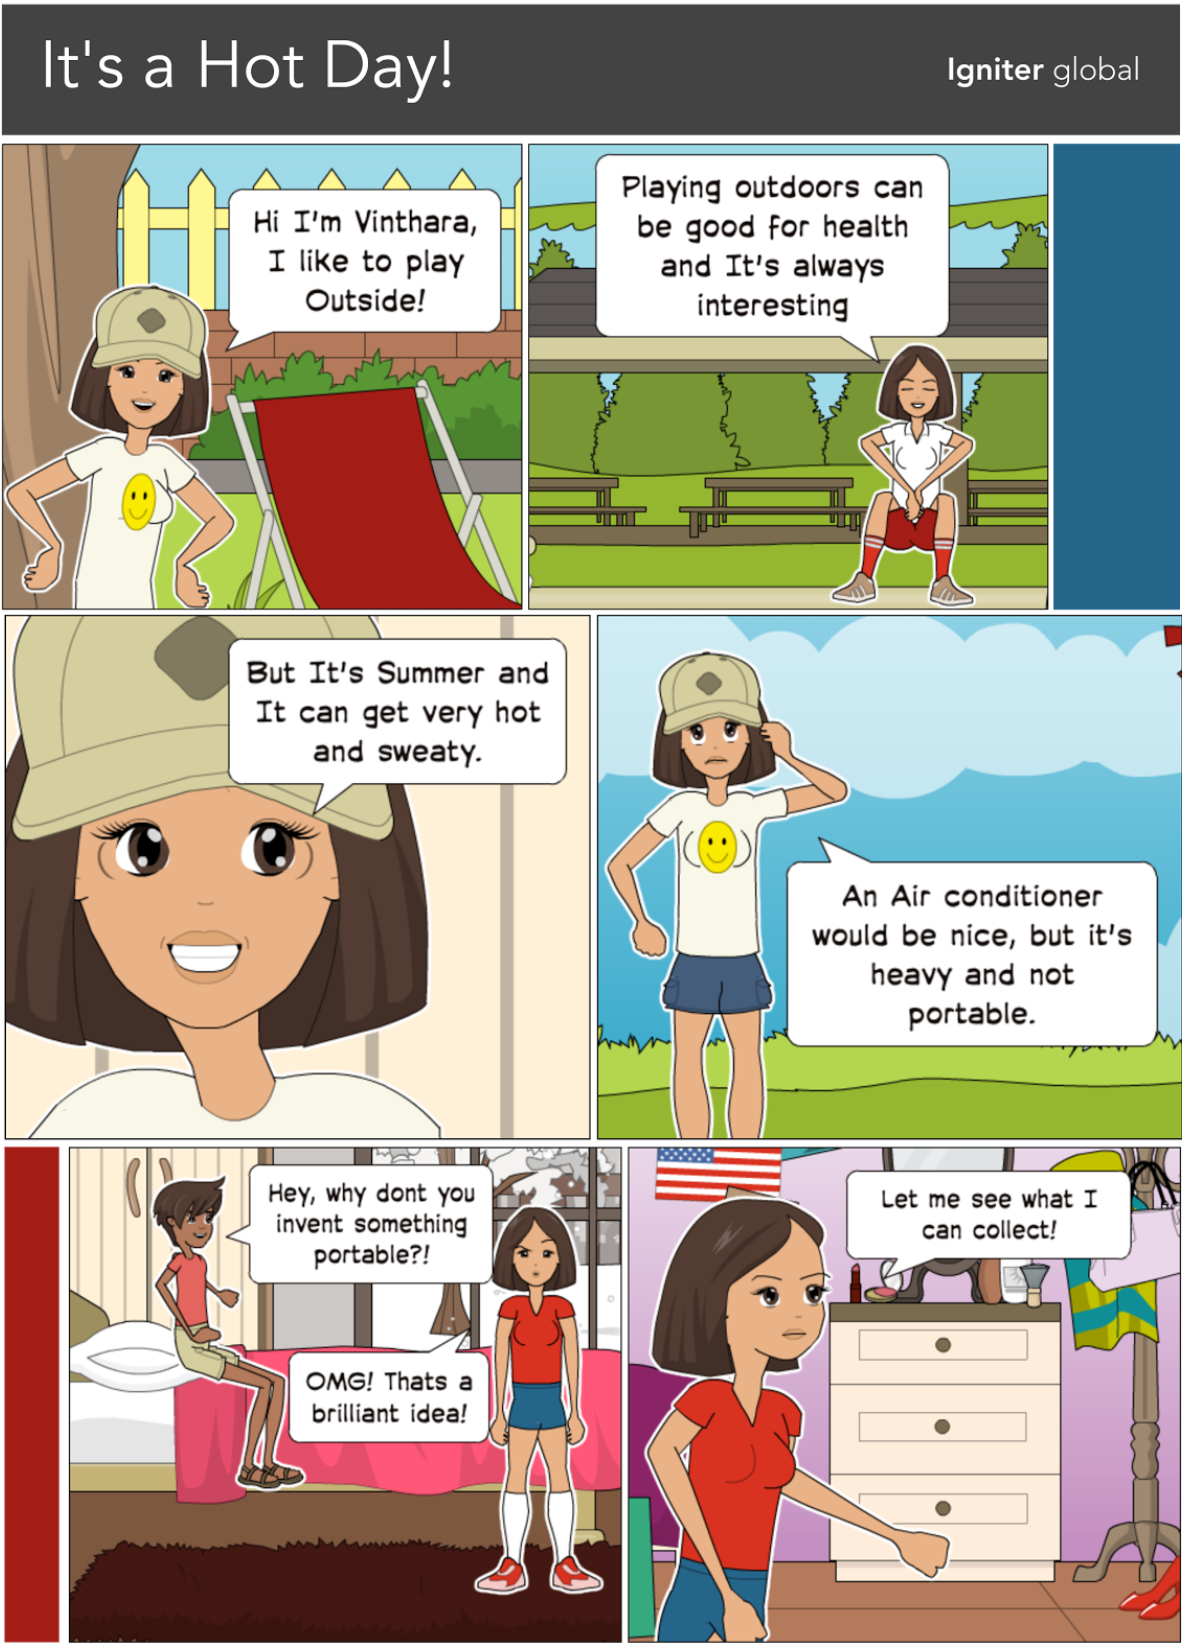 It's a Hot Day!
Igniter global
Hi I'm Vinthara,
I like to play
Outside!
Playing outdoors can
be good for health
and It's always
interesting
But It's Summer and
It can get very hot
and sweaty.
An Air conditioner
would be nice, but it's
heavy and not
portable.
Hey, why dont you
invent something
portable?!
OMG! Thats a
brilliant idea!
Let me see what I
can collect!